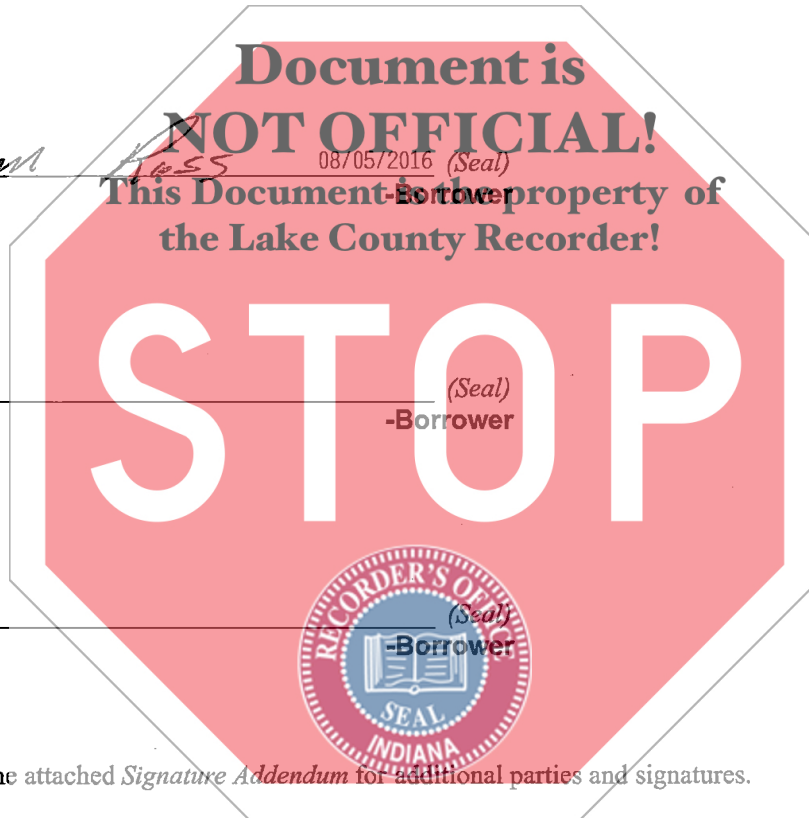 Document is
NOT OFFICIAL!
Ross 08/05/2016 (Seal)
-Borrower
This Document is the property of
the Lake County Recorder!
STOP
(Seal)
-Borrower
(Seal)
-Borrower
RECORDER'S OFFICE
SEAL
INDIANA
attached Signature Addendum for additional parties and signatures.